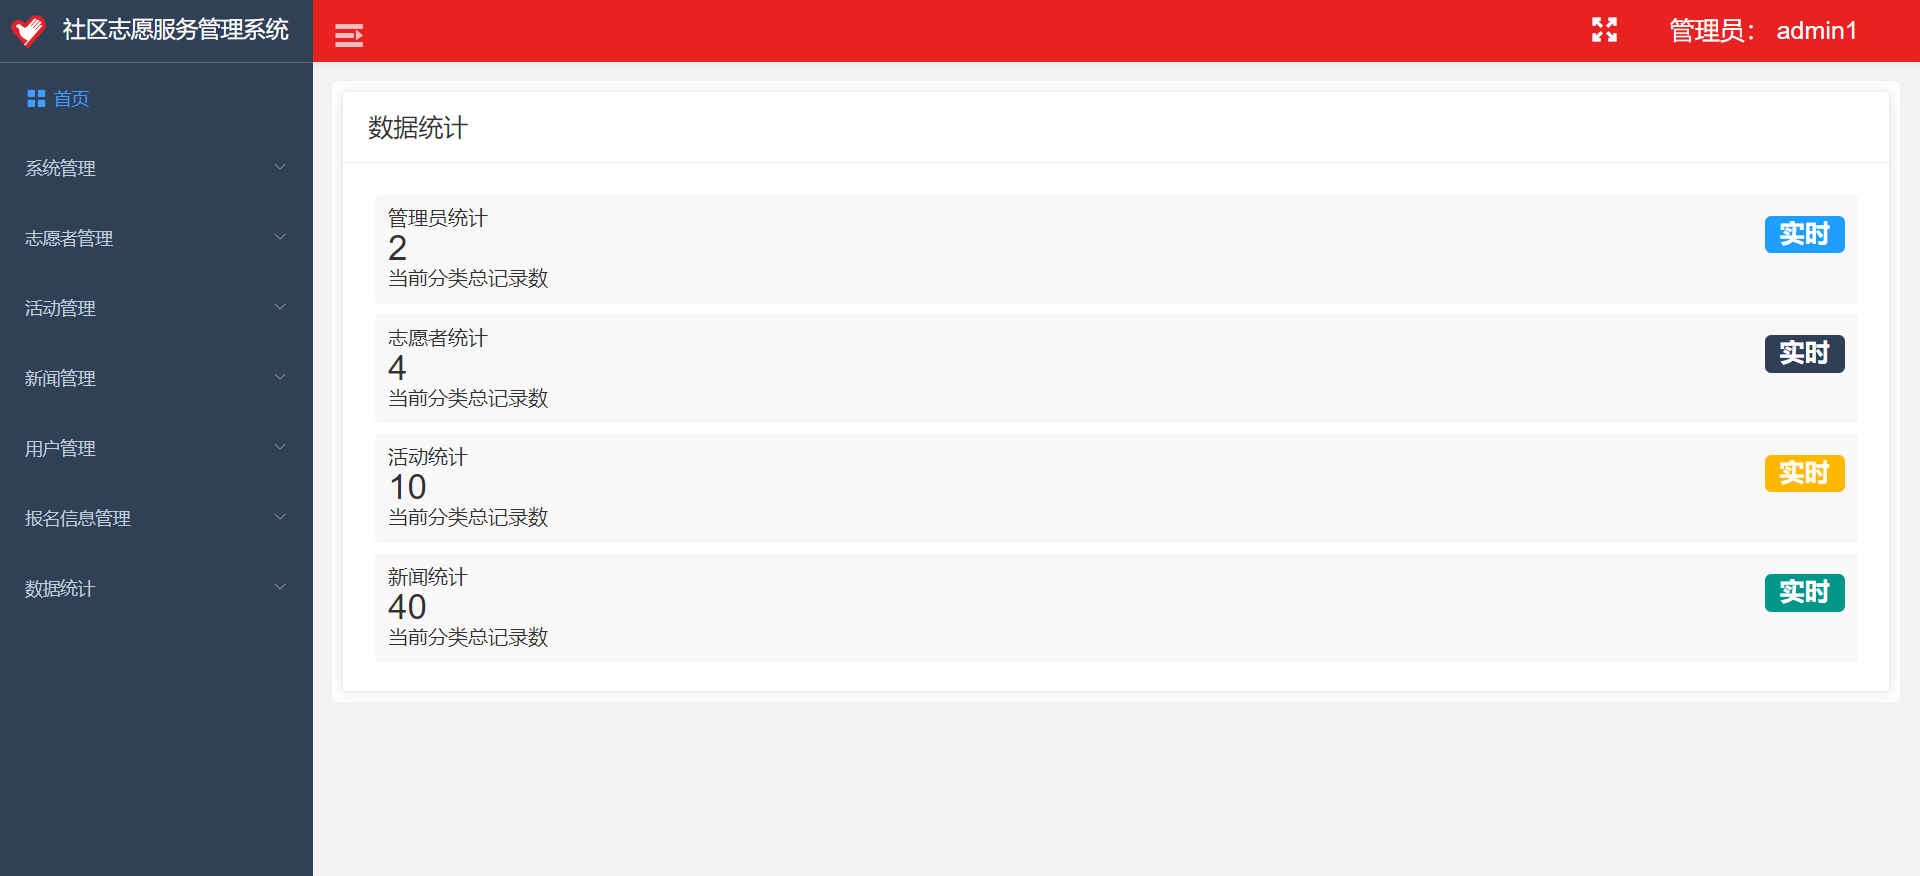 社区志愿服务管理系统
管理员： admin1
首页
系统管理
志愿者管理
活动管理
新闻管理
用户管理
报名信息管理
数据统计
数据统计
管理员统计
2
当前分类总记录数
实时
志愿者统计
4
当前分类总记录数
实时
活动统计
10
当前分类总记录数
实时
新闻统计
40
当前分类总记录数
实时